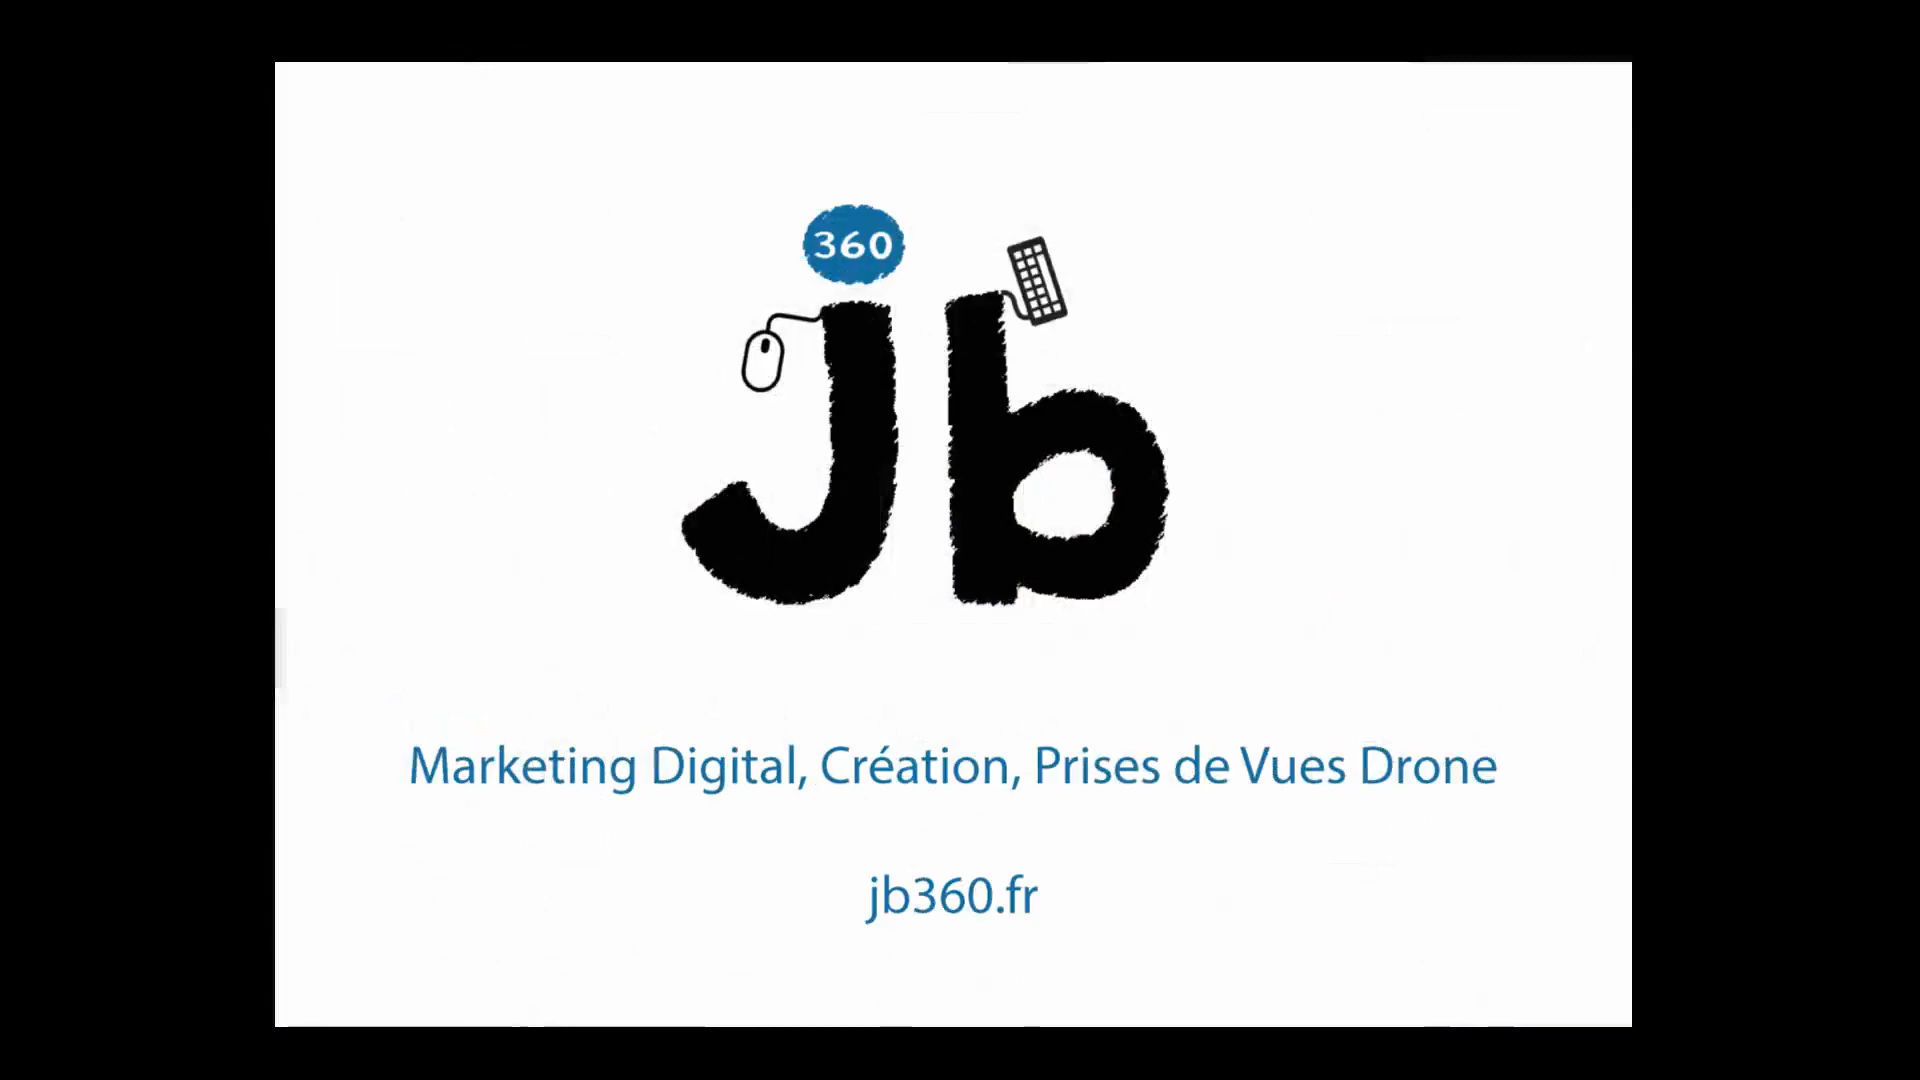 360
jb
Marketing Digital, Création, Prises de Vues Drone
jb360.fr